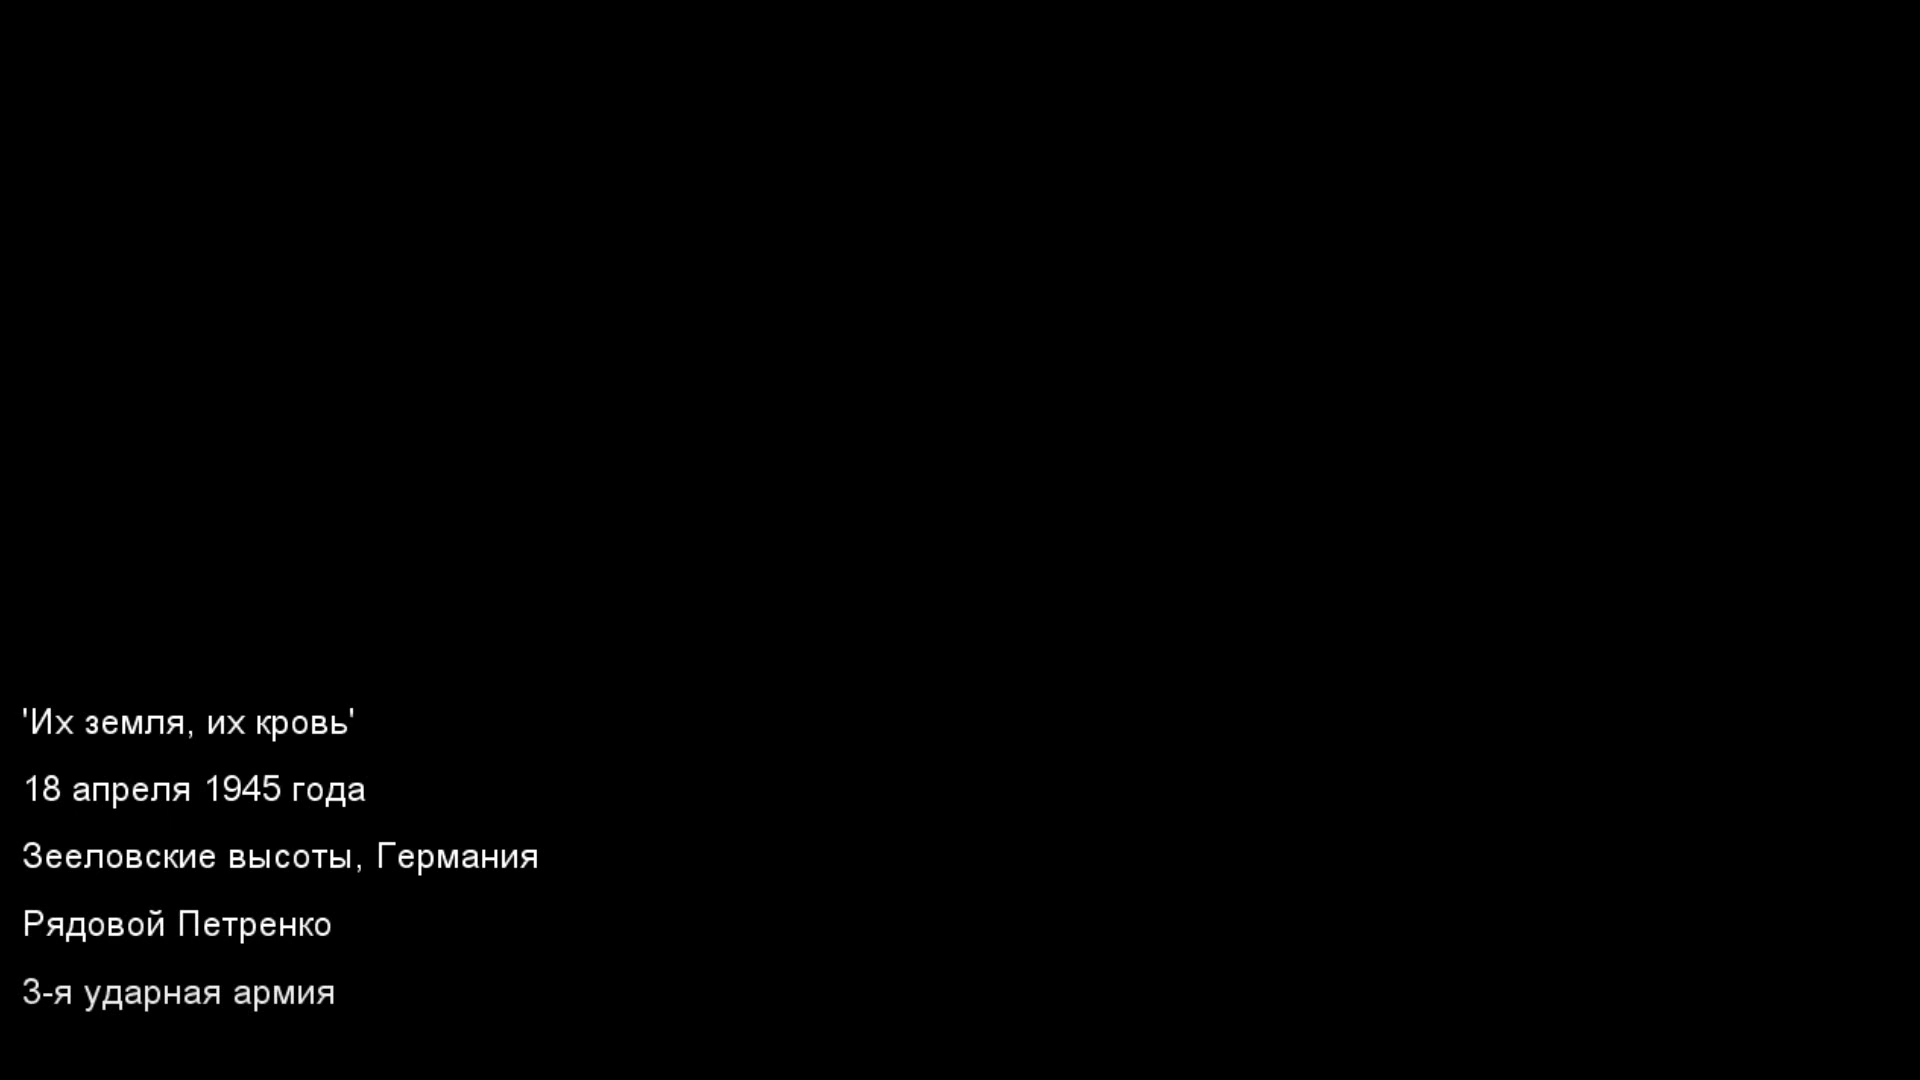 'Их земля, их кровь'
18 апреля 1945 года
Зееловские высоты, Германия
Рядовой Петренко
3-я ударная армия